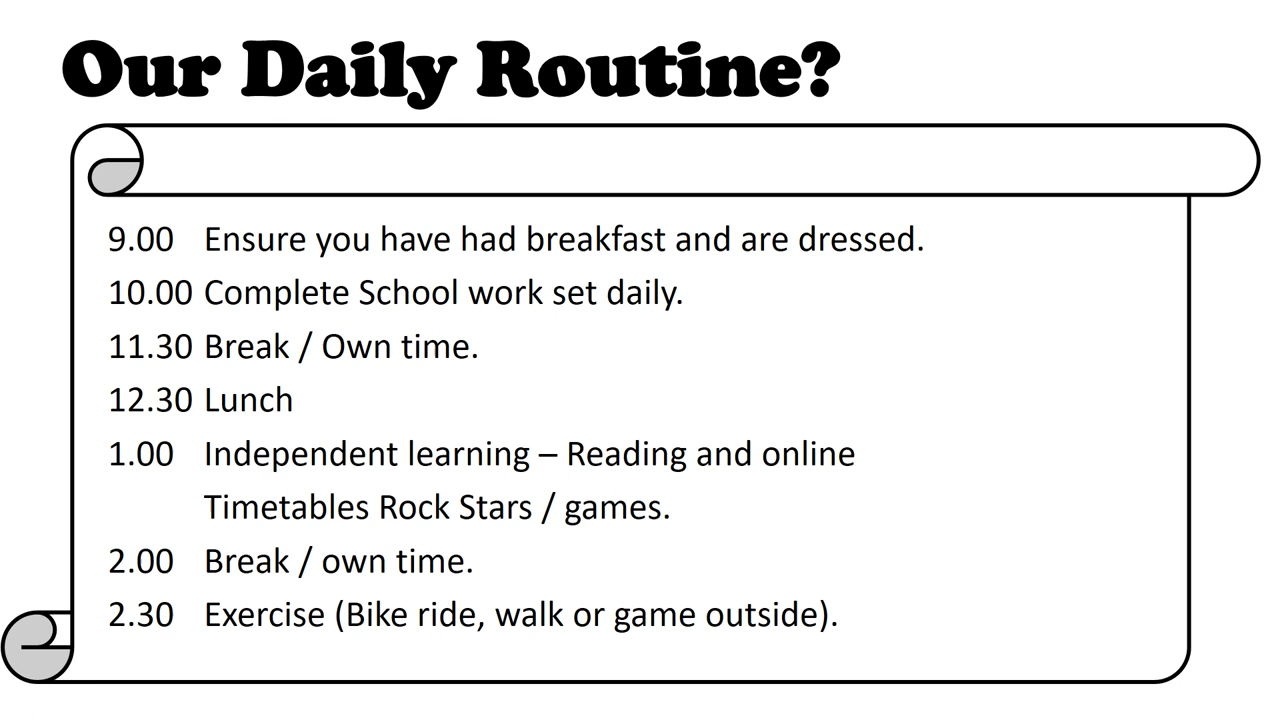 Our Daily Routine?
9.00 Ensure you have had breakfast and are dressed.
10.00 Complete School work set daily.
11.30 Break / Own time.
12.30 Lunch
1.00 Independent learning – Reading and online
Timetables Rock Stars / games.
2.00 Break / own time.
2.30 Exercise (Bike ride, walk or game outside).